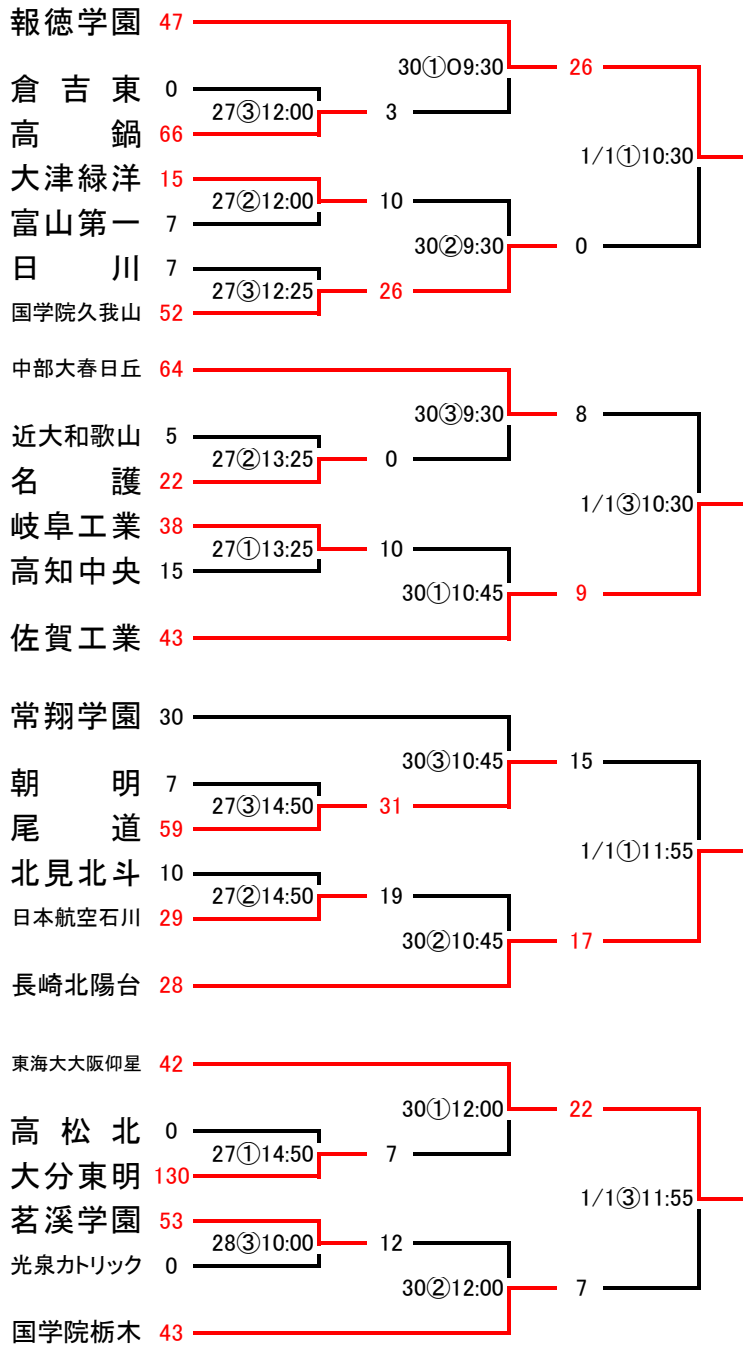 報徳学園 47
30①O9:30 26
倉吉東 0
27③12:00 3
高鍋 66
1/1①10:30
大津緑洋 15
27②12:00 10
富山第一 7
30②9:30 0
日川 7
27③12:25 26
国学院久我山 52
中部大春日丘 64
30③9:30 8
近大和歌山 5
27②13:25 0
名護 22
1/1③10:30
岐阜工業 38
27①13:25 10
高知中央 15
30①10:45 9
佐賀工業 43
常翔学園 30
30③10:45 15
朝明 7
27③14:50 31
尾道 59
1/1①11:55
北見北斗 10
27②14:50 19
日本航空石川 29
30②10:45 17
長崎北陽台 28
東海大大阪仰星 42
30①12:00 22
高松北 0
27①14:50 7
大分東明 130
1/1③11:55
茗溪学園 53
28③10:00 12
光泉カトリック 0
30②12:00 7
国学院栃木 43